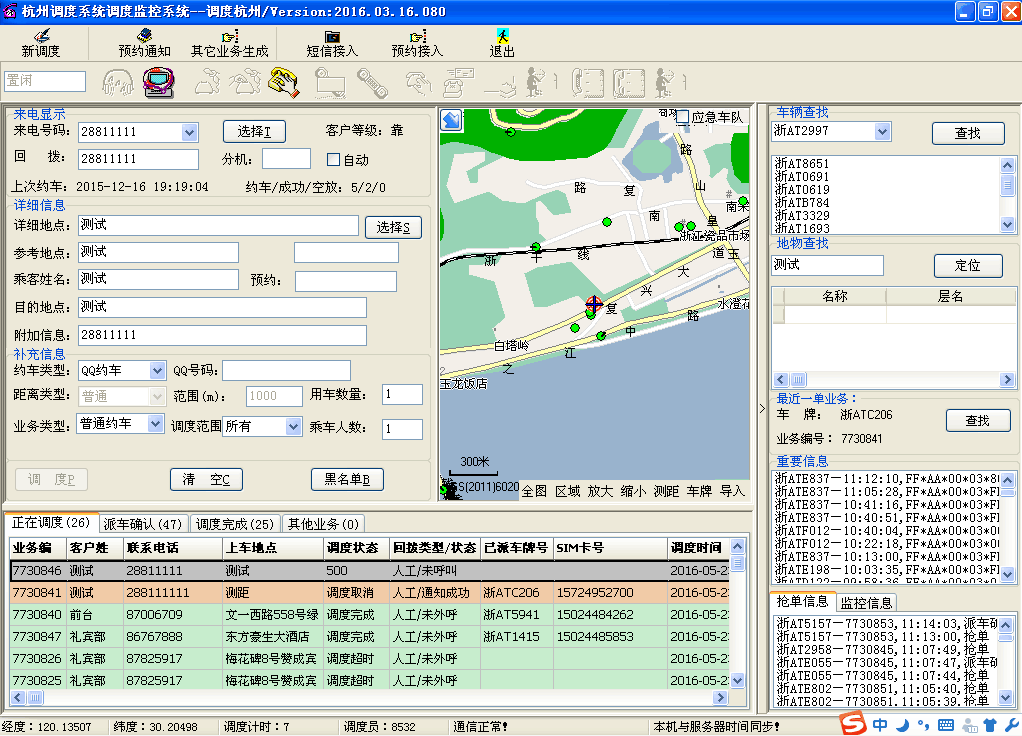 杭州调度系统调度监控系统--调度杭州/Version:2016.03.16.080
新调度 预约通知 其它业务生成 短信接入 预约接入 退出
置闲
来电显示
来电号码: 28811111 选择I 客户等级: 靠
回 拨: 28811111 分机: 自动
上次约车: 2015-12-16 19:19:04 约车/成功/空放: 5/2/0
详细信息
详细地点: 测试 选择S
参考地点: 测试
乘客姓名: 测试 预约:
目的地点: 测试
附加信息: 28811111
补充信息
约车类型: QQ约车 QQ号码:
距离类型: 普通 范围(m): 1000 用车数量: 1
业务类型: 普通约车 调度范围 所有 乘车人数: 1
调 度P 清 空C 黑名单B
应急车队
路
路 复 山
南 皇
浙江瓷品市场
浙 干 线 道 玉
大
兴
复 水澄花
路
中
白塔岭 江
之
玉龙饭店
300米
GS(2011)6020 全图 区域 放大 缩小 测距 车牌 导入
车辆查找
浙AT2997 查找
浙AT8651
浙AT0691
浙AT0619
浙ATB784
浙AT3329
浙AT1693
地物查找
测试 定位
名称 层名
最近一单业务:
车 牌: 浙ATC206 查找
业务编号: 7730841
重要信息
浙ATE837－11:12:10,FF*AA*00*03*8
浙ATE837－11:05:28,FF*AA*00*03*F
浙ATE837－10:41:16,FF*AA*00*03*F
浙ATE837－10:40:51,FF*AA*00*03*F
浙ATF012－10:40:04,FF*AA*00*03*0
浙ATF012－10:22:18,FF*AA*00*03*0
浙ATE837－10:13:00,FF*AA*00*03*F
浙ATE198－10:03:35,FF*AA*00*03*F
抢单信息 监控信息
浙AT5157－7730853,11:14:03,派车
浙AT5157－7730853,11:13:00,抢单
浙AT2958－7730845,11:07:49,抢单
浙ATE055－7730845,11:07:47,派车
浙ATE055－7730845,11:07:44,抢单
浙ATE802－7730851,11:05:40,抢单
浙ATE802－7730839,11:05:39,抢单
正在调度(26) 派车确认(47) 调度完成(25) 其他业务(0)
业务编 客户姓 联系电话 上车地点 调度状态 回拨类型/状态 已派车牌号 SIM卡号 调度时间
7730846 测试 28811111 测试 500 人工/未呼叫 2016-05-23
7730841 测试 288111111 测距 调度取消 人工/通知成功 浙ATC206 15724952700 2016-05-23
7730840 前台 87006709 文一西路558号绿 调度完成 人工/未外呼 浙AT5941 15024484262 2016-05-23
7730847 礼宾部 86767888 东方豪生大酒店 调度完成 人工/未外呼 浙AT1415 15024485853 2016-05-23
7730826 礼宾部 87825917 梅花碑8号赞成宾 调度超时 人工/未外呼 2016-05-23
7730825 礼宾部 87825917 梅花碑8号赞成宾 调度超时 人工/未外呼 2016-05-23
经度: 120.13507 纬度: 30.20498 调度计时: 7 调度员: 8532 通信正常! 本机与服务器时间同步!
中